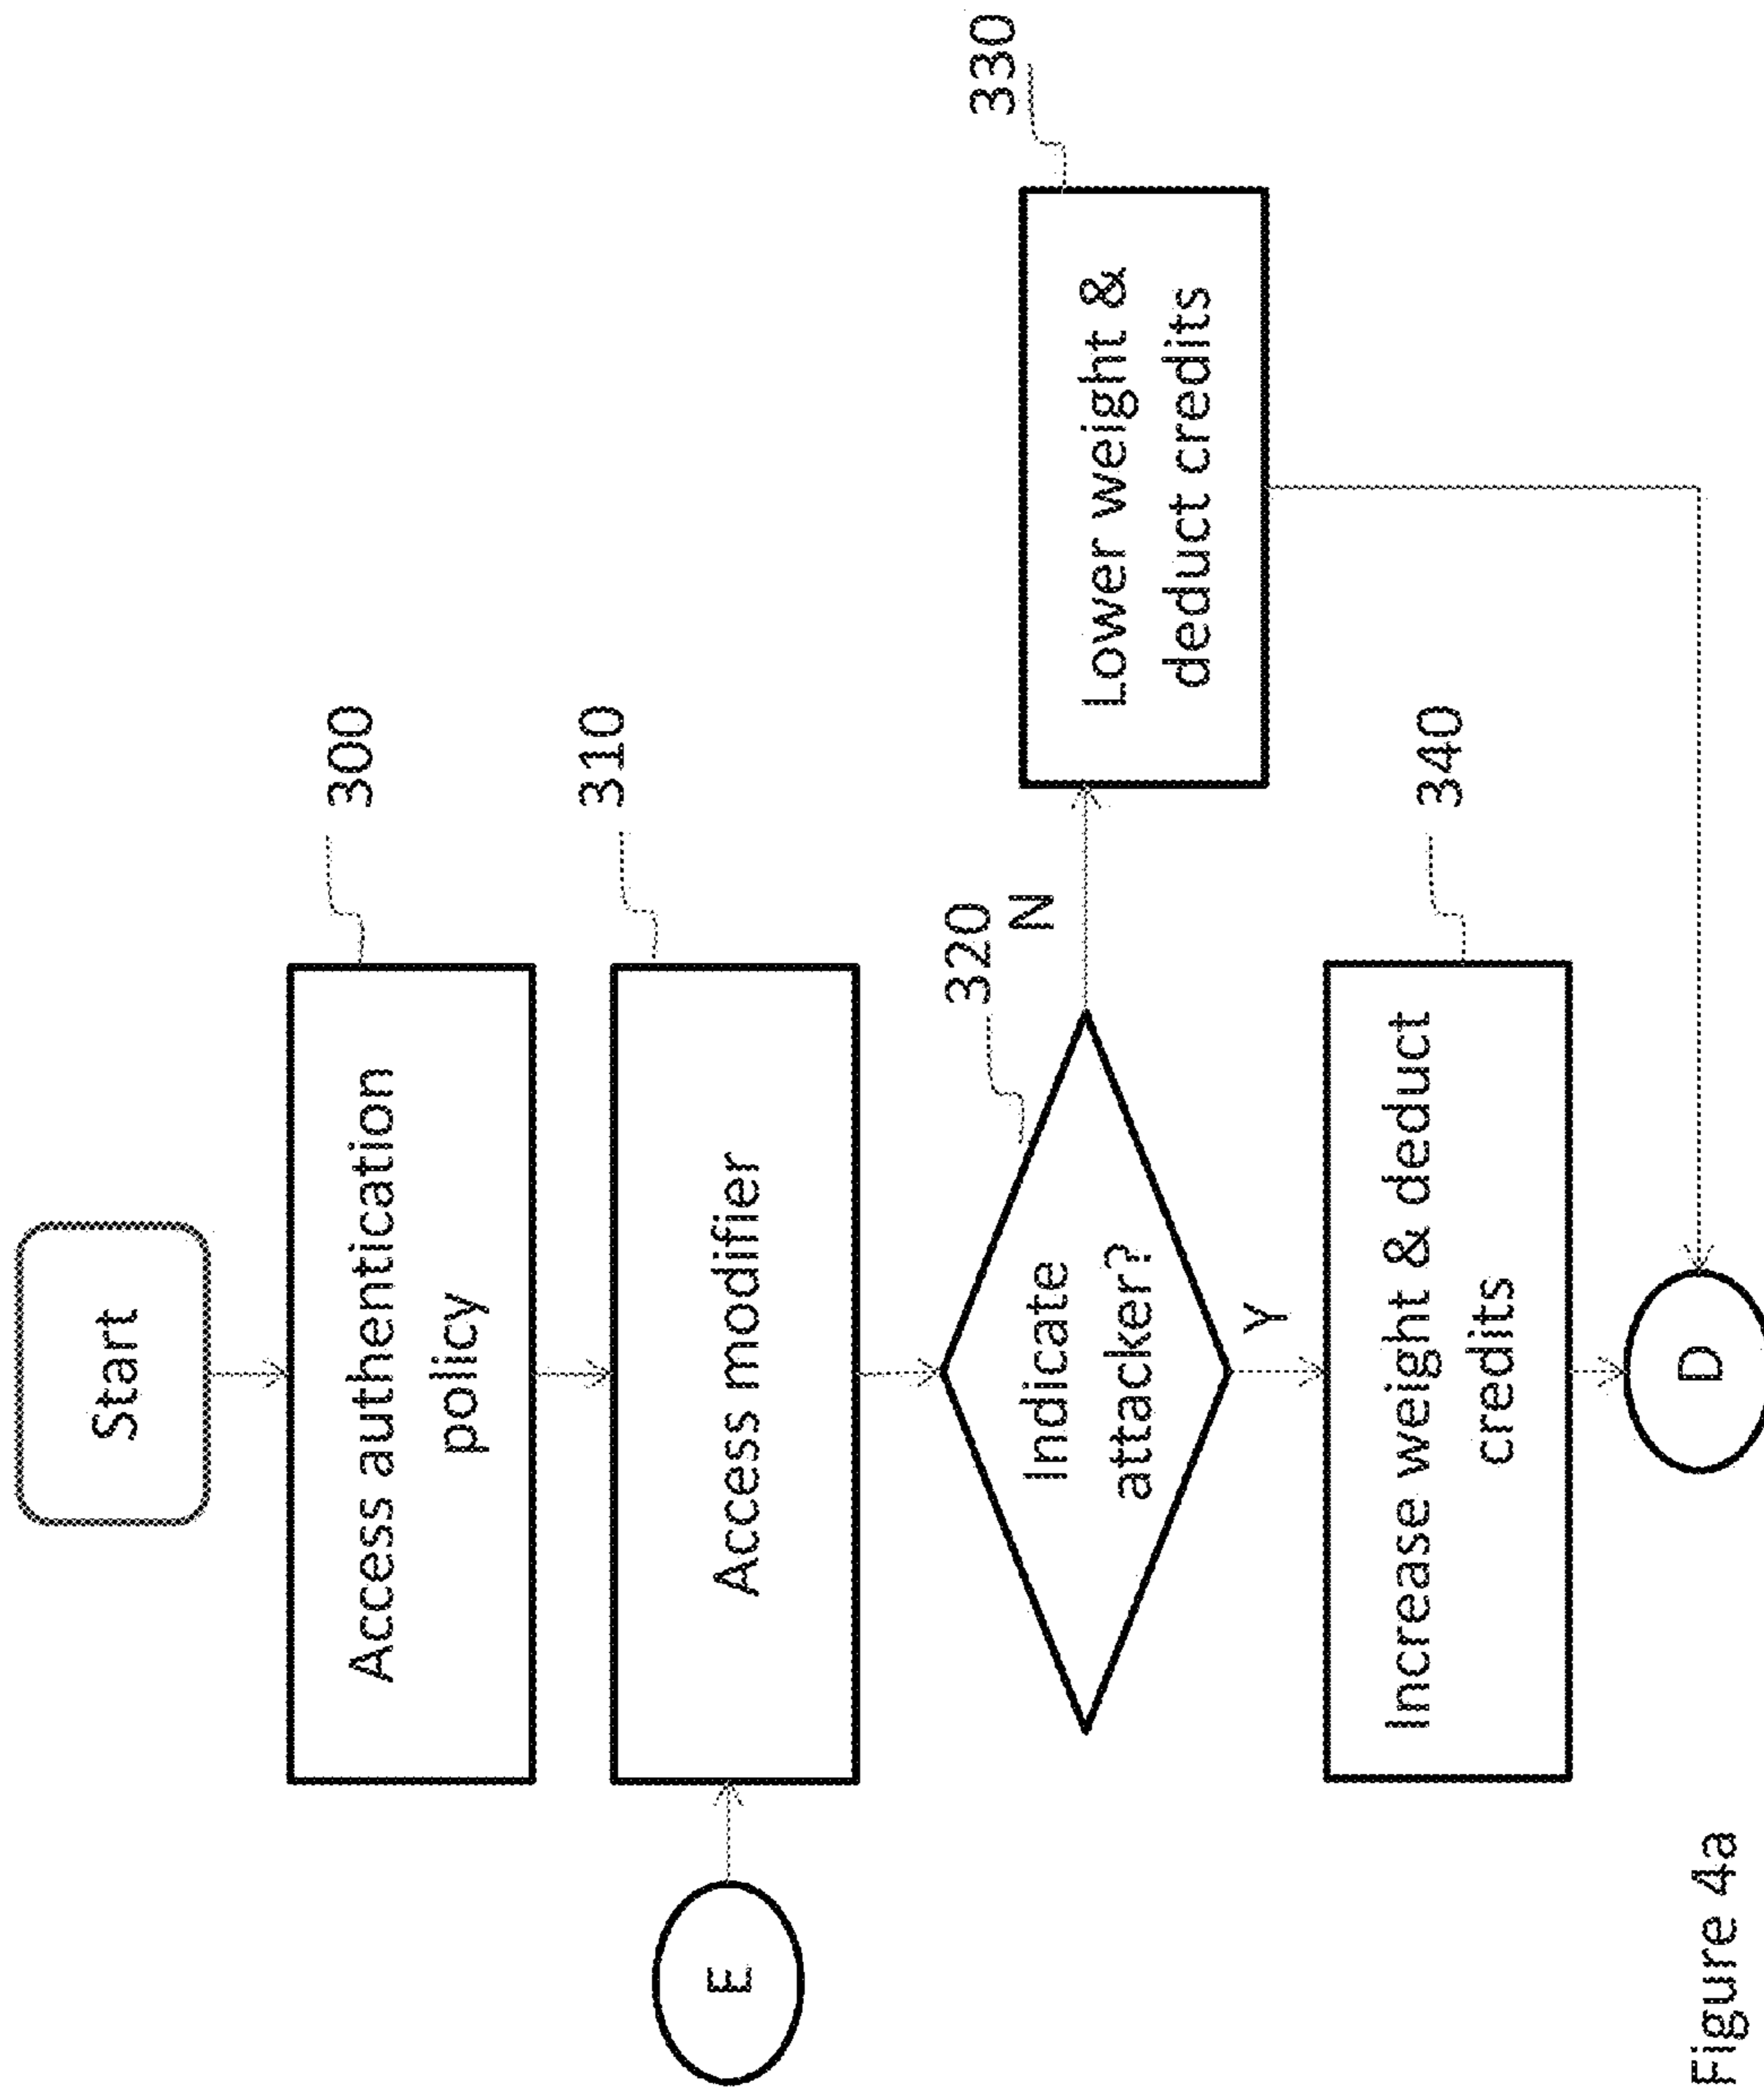 Start
Access authentication
policy
300
E
Access modifier
310
Indicate
attacker?
320
N
Lower weight &
deduct credits
330
Y
Increase weight & deduct
credits
340
D
Figure 4a